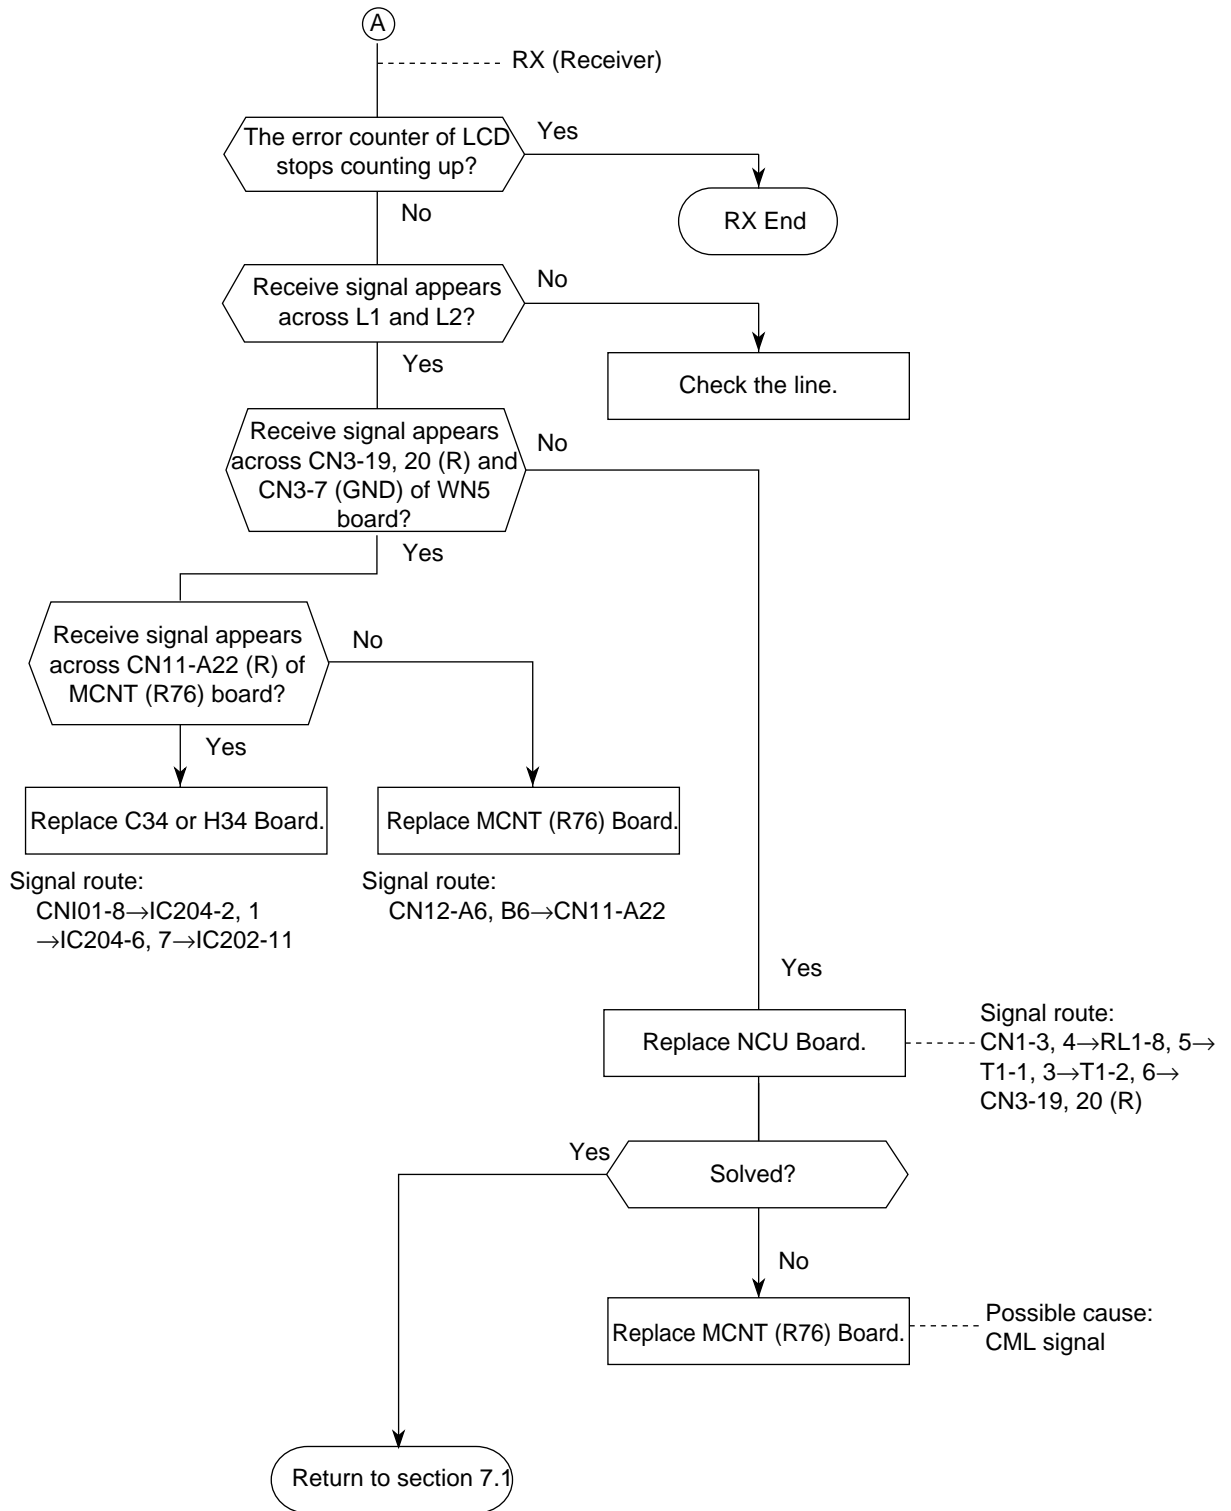 A
RX (Receiver)
The error counter of LCD
stops counting up?
Yes
No
RX End
Receive signal appears
across L1 and L2?
No
Yes
Check the line.
Receive signal appears
across CN3-19, 20 (R) and
CN3-7 (GND) of WN5
board?
No
Yes
Receive signal appears
across CN11-A22 (R) of
MCNT (R76) board?
No
Yes
Replace C34 or H34 Board.
Replace MCNT (R76) Board.
Signal route:
CNI01-8→IC204-2, 1
→IC204-6, 7→IC202-11
Signal route:
CN12-A6, B6→CN11-A22
Yes
Replace NCU Board.
Signal route:
CN1-3, 4→RL1-8, 5→
T1-1, 3→T1-2, 6→
CN3-19, 20 (R)
Yes
Solved?
No
Replace MCNT (R76) Board.
Possible cause:
CML signal
Return to section 7.1